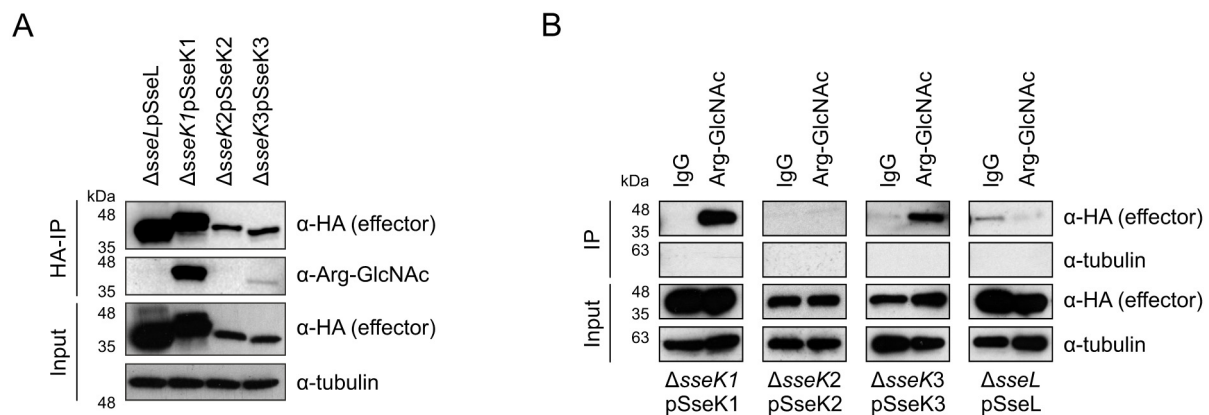 A
ΔsseLpSseL
ΔsseK1pSseK1
ΔsseK2pSseK2
ΔsseK3pSseK3
kDa
HA-IP
48
35
α-HA (effector)
48
35
α-Arg-GlcNAc
Input
48
35
α-HA (effector)
48
α-tubulin
B
IgG
Arg-GlcNAc
IgG
Arg-GlcNAc
IgG
Arg-GlcNAc
IgG
Arg-GlcNAc
kDa
IP
48
35
α-HA (effector)
63
α-tubulin
Input
48
35
α-HA (effector)
63
α-tubulin
ΔsseK1
pSseK1
ΔsseK2
pSseK2
ΔsseK3
pSseK3
ΔsseL
pSseL